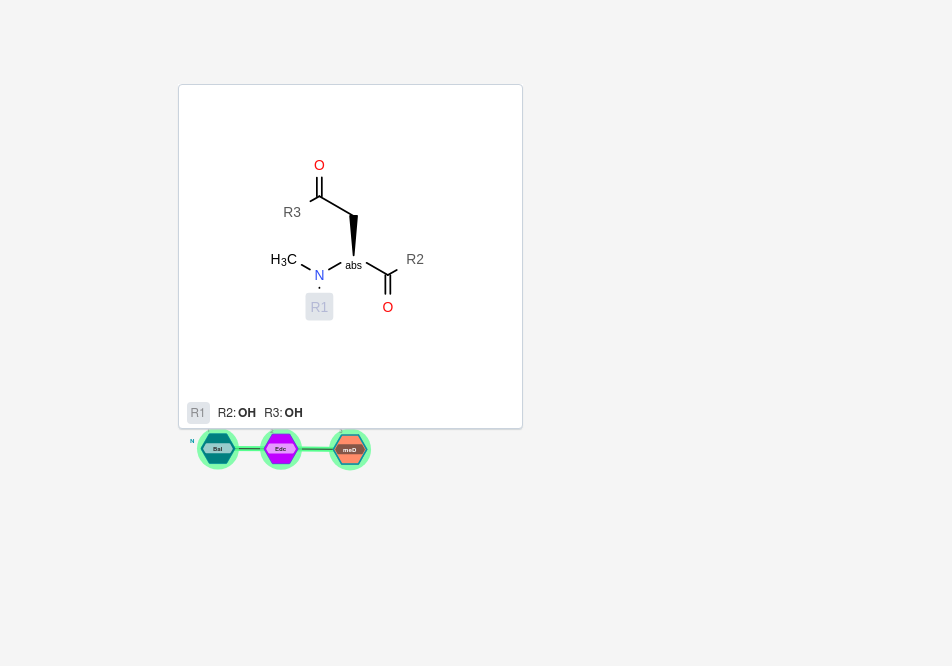 O
R3
H3C
N
abs
R2
R1
O
R1 R2: OH R3: OH
N
Bal Edc meD